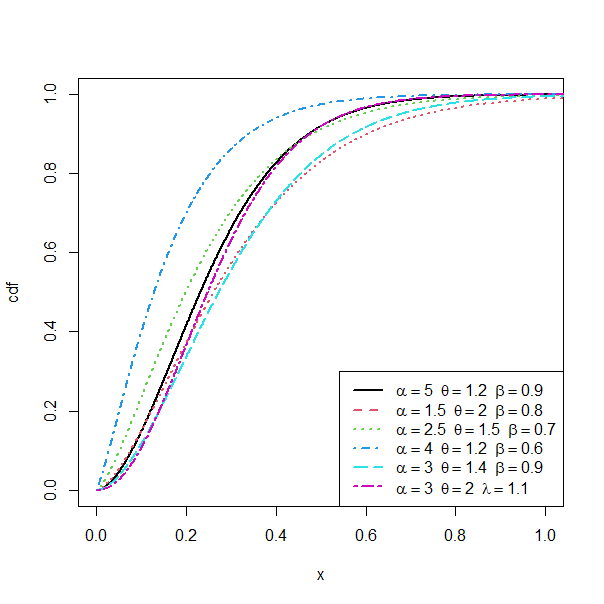 cdf
1.0
0.8
0.6
0.4
0.2
0.0
α = 5 θ = 1.2 β = 0.9
α = 1.5 θ = 2 β = 0.8
α = 2.5 θ = 1.5 β = 0.7
α = 4 θ = 1.2 β = 0.6
α = 3 θ = 1.4 β = 0.9
α = 3 θ = 2 λ = 1.1
0.0 0.2 0.4 0.6 0.8 1.0
x